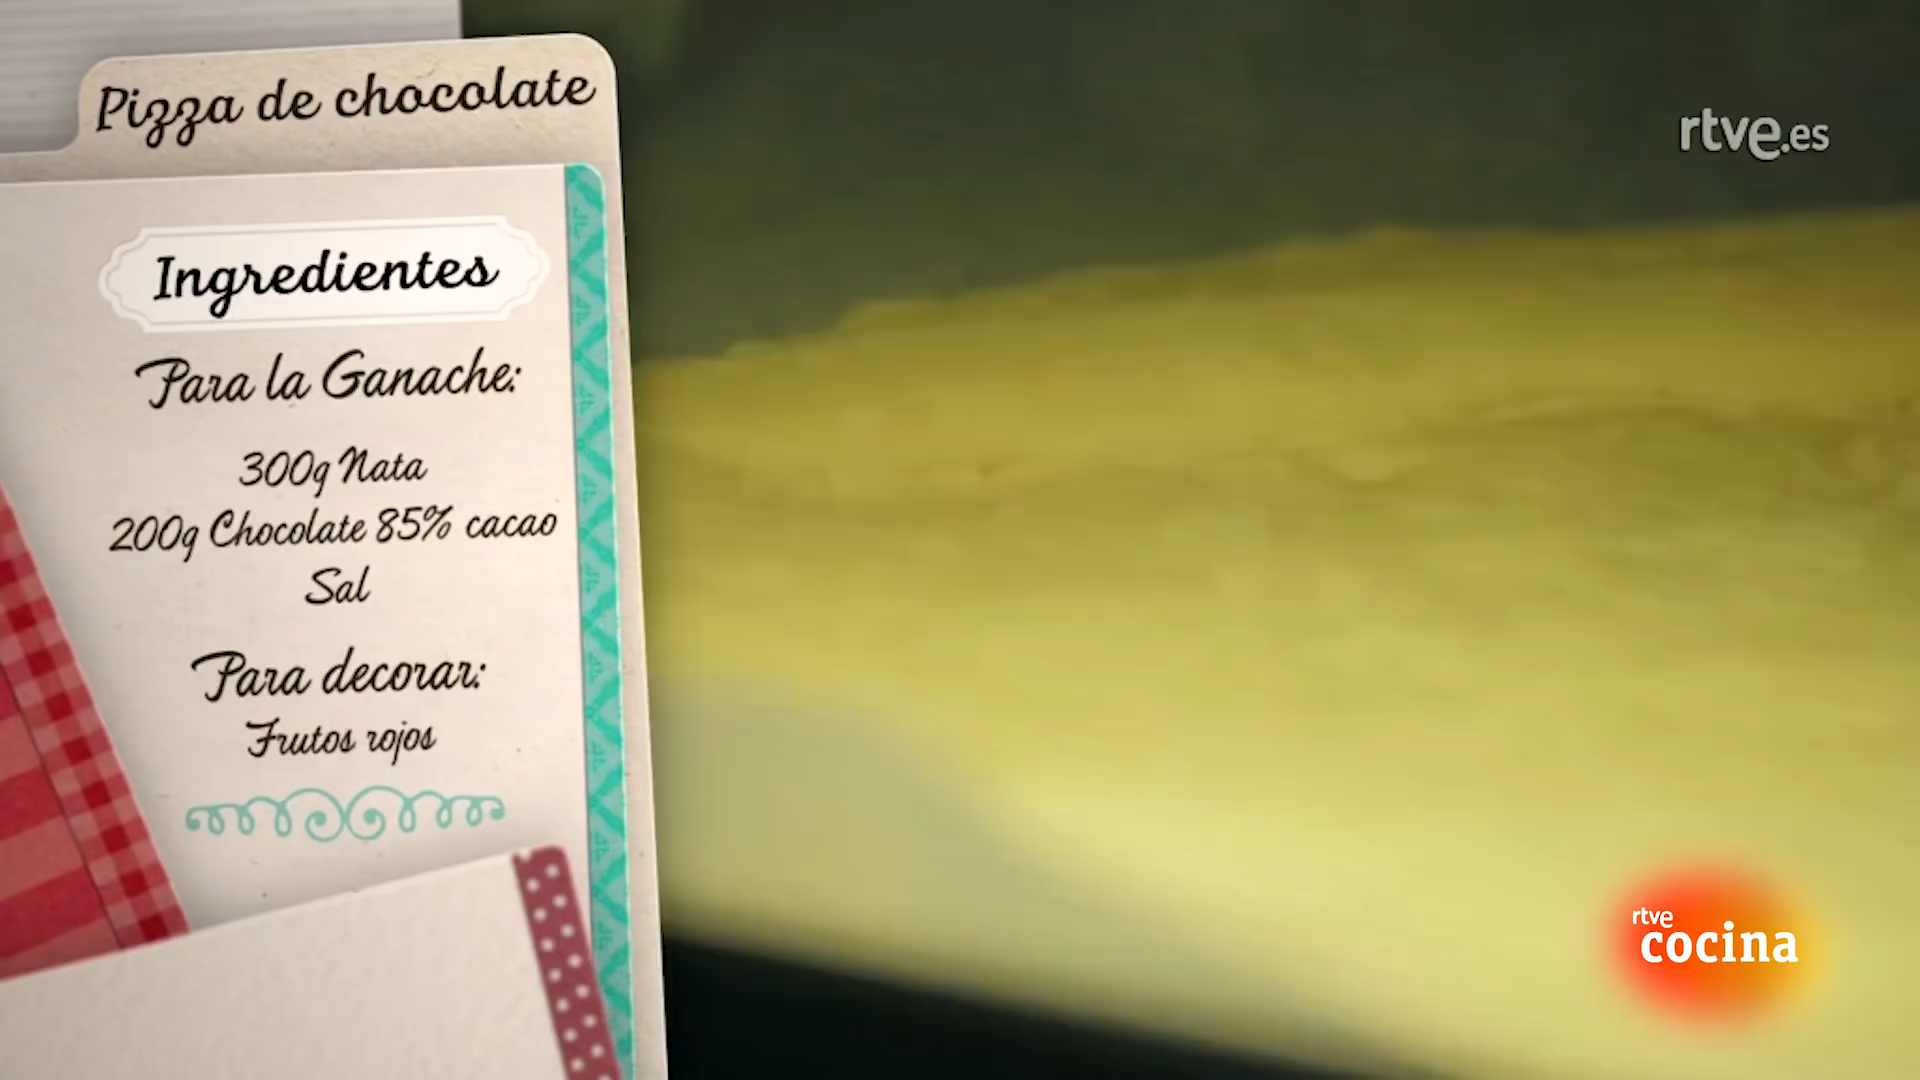 Pizza de chocolate
Ingredientes
Para la Ganache:
300g Nata
200g Chocolate 85% cacao
Sal
Para decorar:
Frutos rojos
rtve.es
rtve
cocina